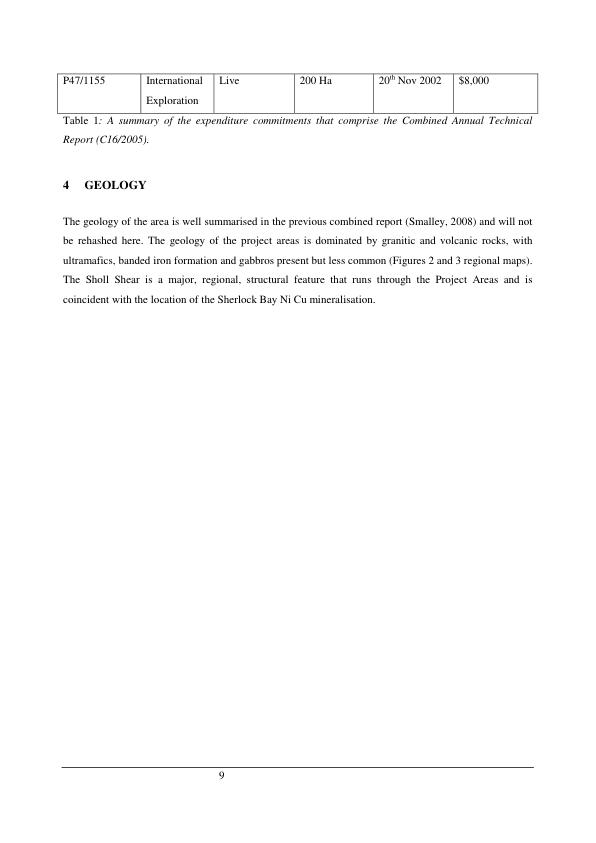 P47/1155 International Live 200 Ha 20th Nov 2002 $8,000
Exploration
Table 1: A summary of the expenditure commitments that comprise the Combined Annual Technical
Report (C16/2005).
4 GEOLOGY
The geology of the area is well summarised in the previous combined report (Smalley, 2008) and will not
be rehashed here. The geology of the project areas is dominated by granitic and volcanic rocks, with
ultramafics, banded iron formation and gabbros present but less common (Figures 2 and 3 regional maps).
The Sholl Shear is a major, regional, structural feature that runs through the Project Areas and is
coincident with the location of the Sherlock Bay Ni Cu mineralisation.
9